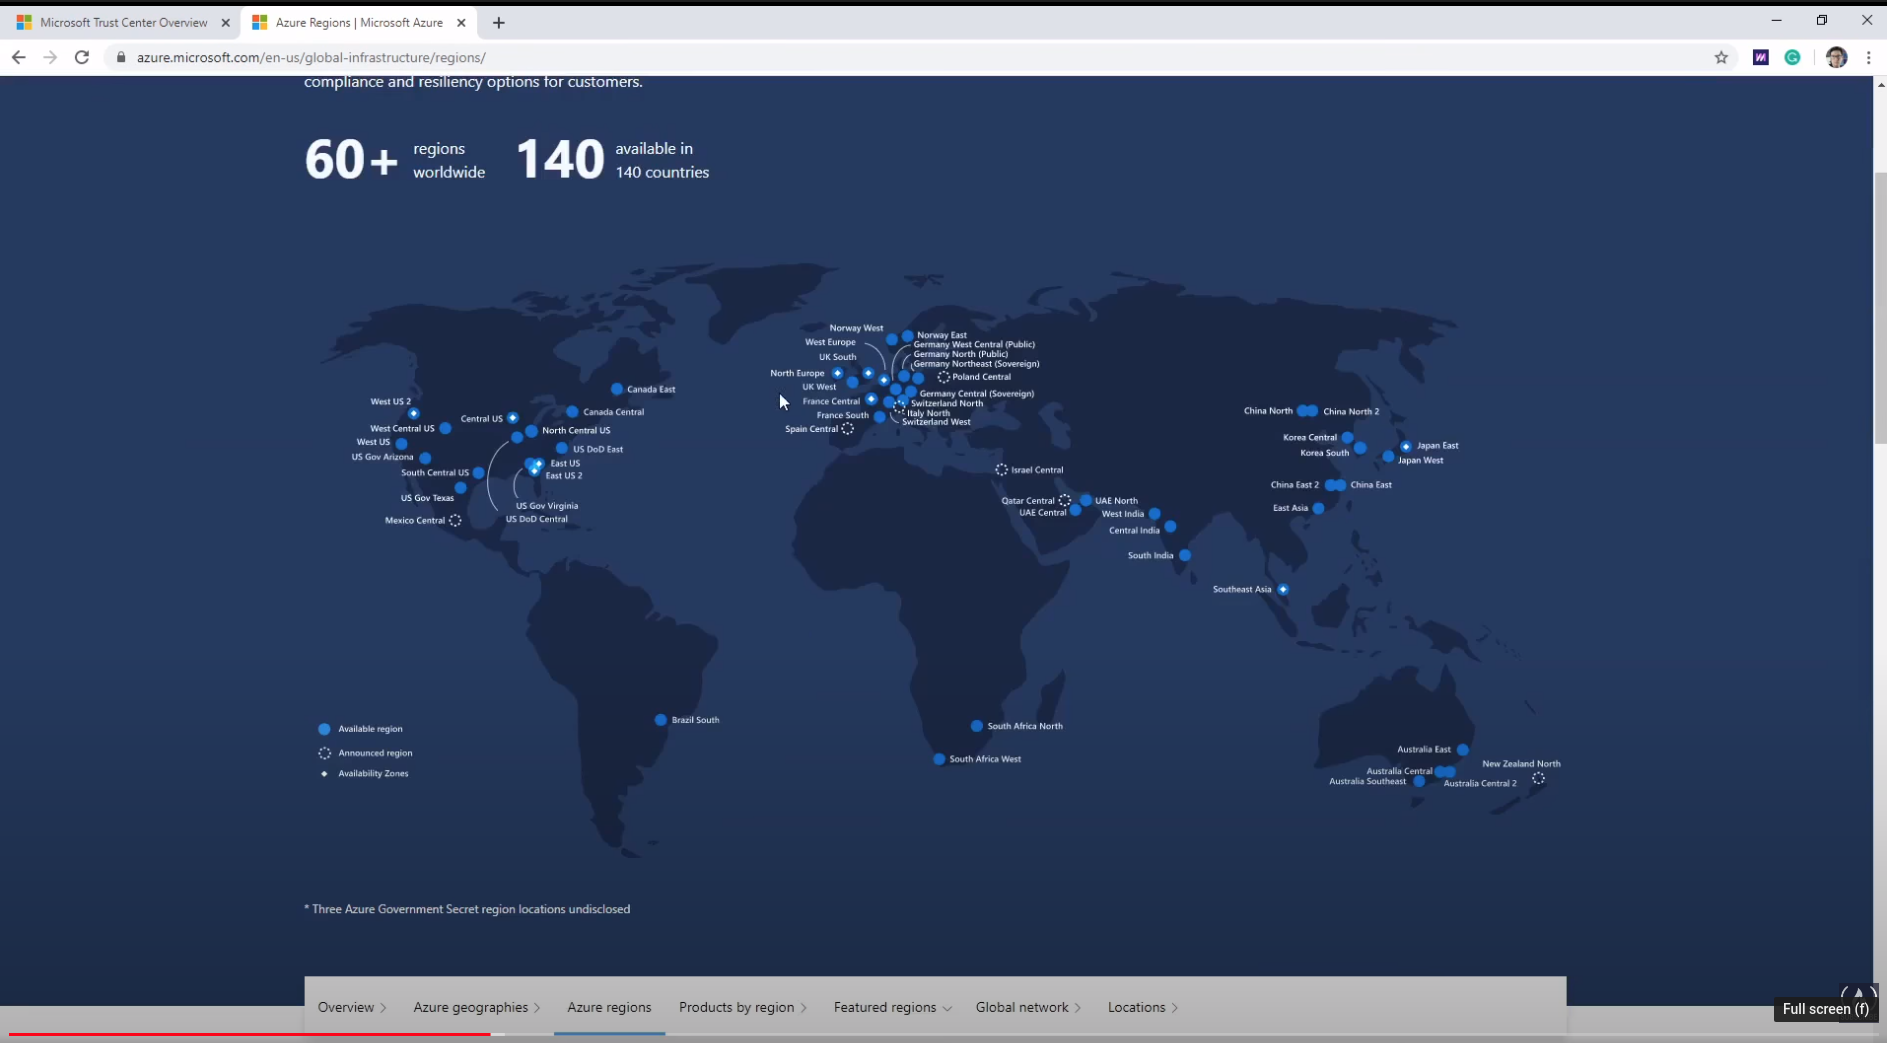 Microsoft Trust Center Overview
Azure Regions | Microsoft Azure
azure.microsoft.com/en-us/global-infrastructure/regions/
compliance and resiliency options for customers.
60+ regions worldwide
140 available in 140 countries
Norway West
Norway East
West Europe
Germany West Central (Public)
Germany North (Public)
UK South
Germany Northeast (Sovereign)
North Europe
Poland Central
UK West
Germany Central (Sovereign)
France Central
Switzerland North
Italy North
France South
Switzerland West
Spain Central
Canada East
West US 2
Canada Central
Central US
West Central US
North Central US
West US
US DoD East
US Gov Arizona
East US
South Central US
East US 2
US Gov Texas
US Gov Virginia
Mexico Central
US DoD Central
China North
China North 2
Korea Central
Japan East
Korea South
Japan West
Israel Central
China East 2
China East
Qatar Central
UAE North
UAE Central
West India
East Asia
Central India
South India
Southeast Asia
Brazil South
South Africa North
South Africa West
Australia East
New Zealand North
Australia Central
Australia Southeast
Australia Central 2
Available region
Announced region
Availability Zones
* Three Azure Government Secret region locations undisclosed
Overview
Azure geographies
Azure regions
Products by region
Featured regions
Global network
Locations
Full screen (f)